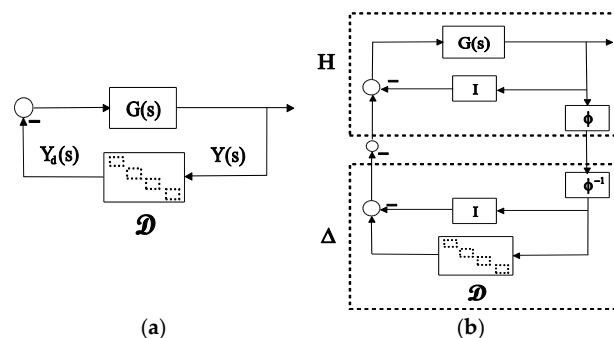 G(s)
−
Y_d(s)
Y(s)
𝒟
(a)
H
G(s)
−
I
ϕ
−
ϕ⁻¹
−
I
Δ
𝒟
(b)